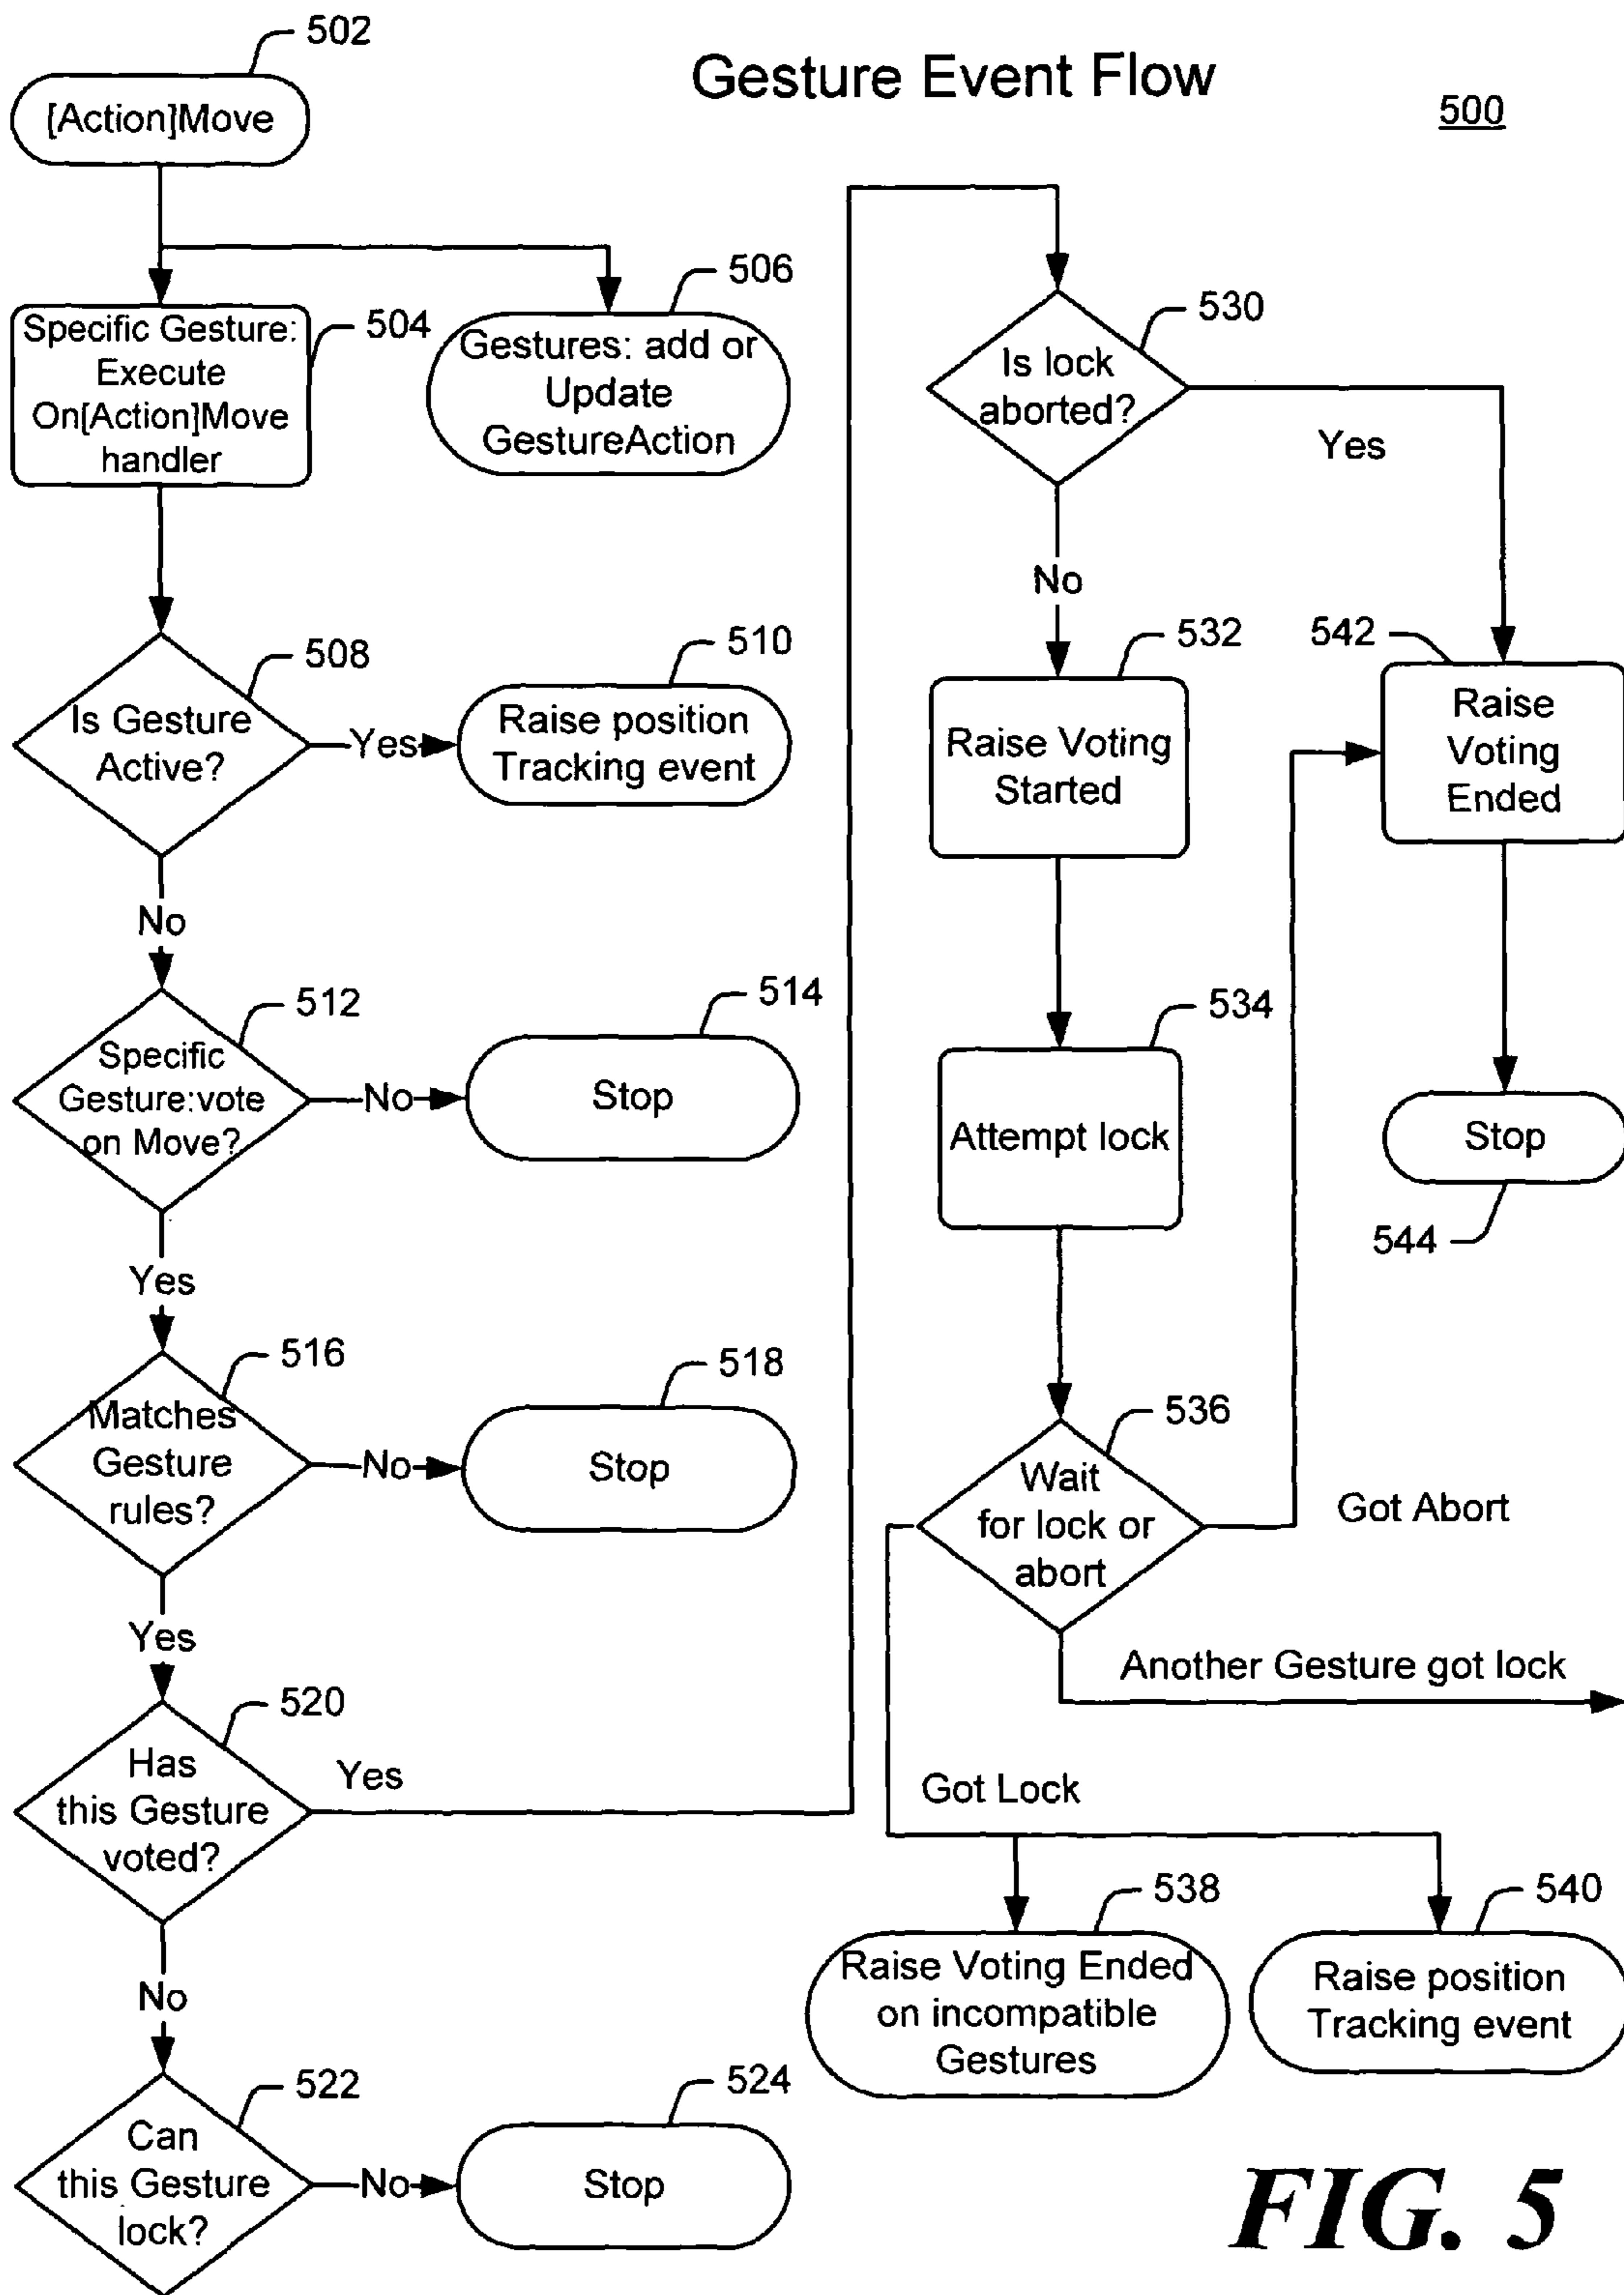 Gesture Event Flow
500
502
[Action]Move
504
Specific Gesture:
Execute
On[Action]Move
handler
506
Gestures: add or
Update
GestureAction
508
Is Gesture
Active?
Yes
510
Raise position
Tracking event
No
512
Specific
Gesture:vote
on Move?
No
514
Stop
Yes
516
Matches
Gesture
rules?
No
518
Stop
Yes
520
Has
this Gesture
voted?
Yes
No
522
Can
this Gesture
lock?
No
524
Stop
530
Is lock
aborted?
Yes
No
532
Raise Voting
Started
542
Raise
Voting
Ended
534
Attempt lock
Stop
544
536
Wait
for lock or
abort
Got Abort
Another Gesture got lock
Got Lock
538
Raise Voting Ended
on incompatible
Gestures
540
Raise position
Tracking event
FIG. 5